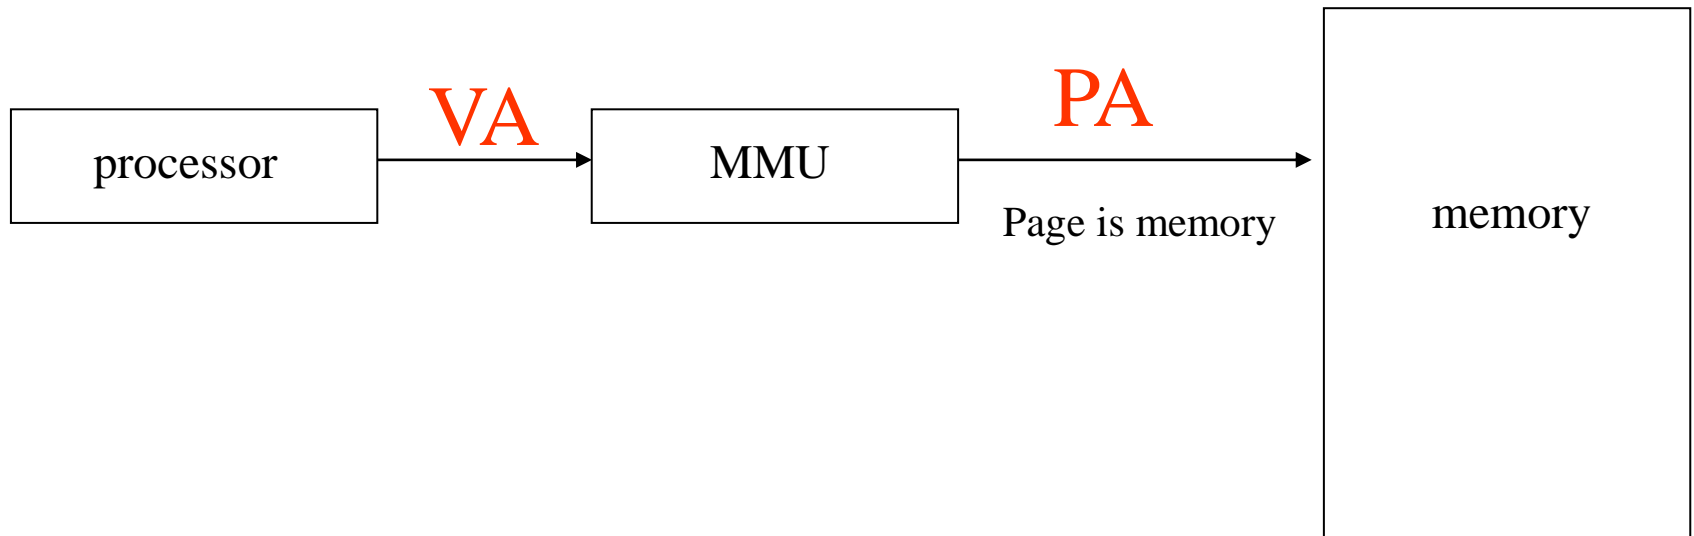 processor
VA
MMU
PA
Page is memory
memory